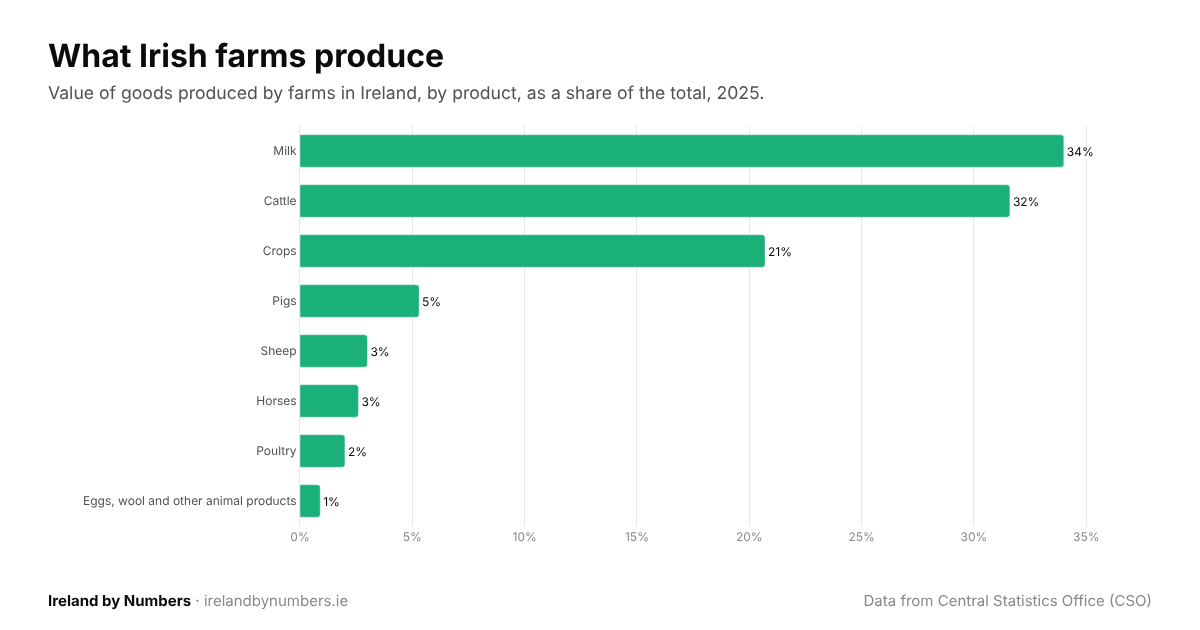 What Irish farms produce
Value of goods produced by farms in Ireland, by product, as a share of the total, 2025.
Milk 34%
Cattle 32%
Crops 21%
Pigs 5%
Sheep 3%
Horses 3%
Poultry 2%
Eggs, wool and other animal products 1%
0% 5% 10% 15% 20% 25% 30% 35%
Ireland by Numbers · irelandbynumbers.ie Data from Central Statistics Office (CSO)